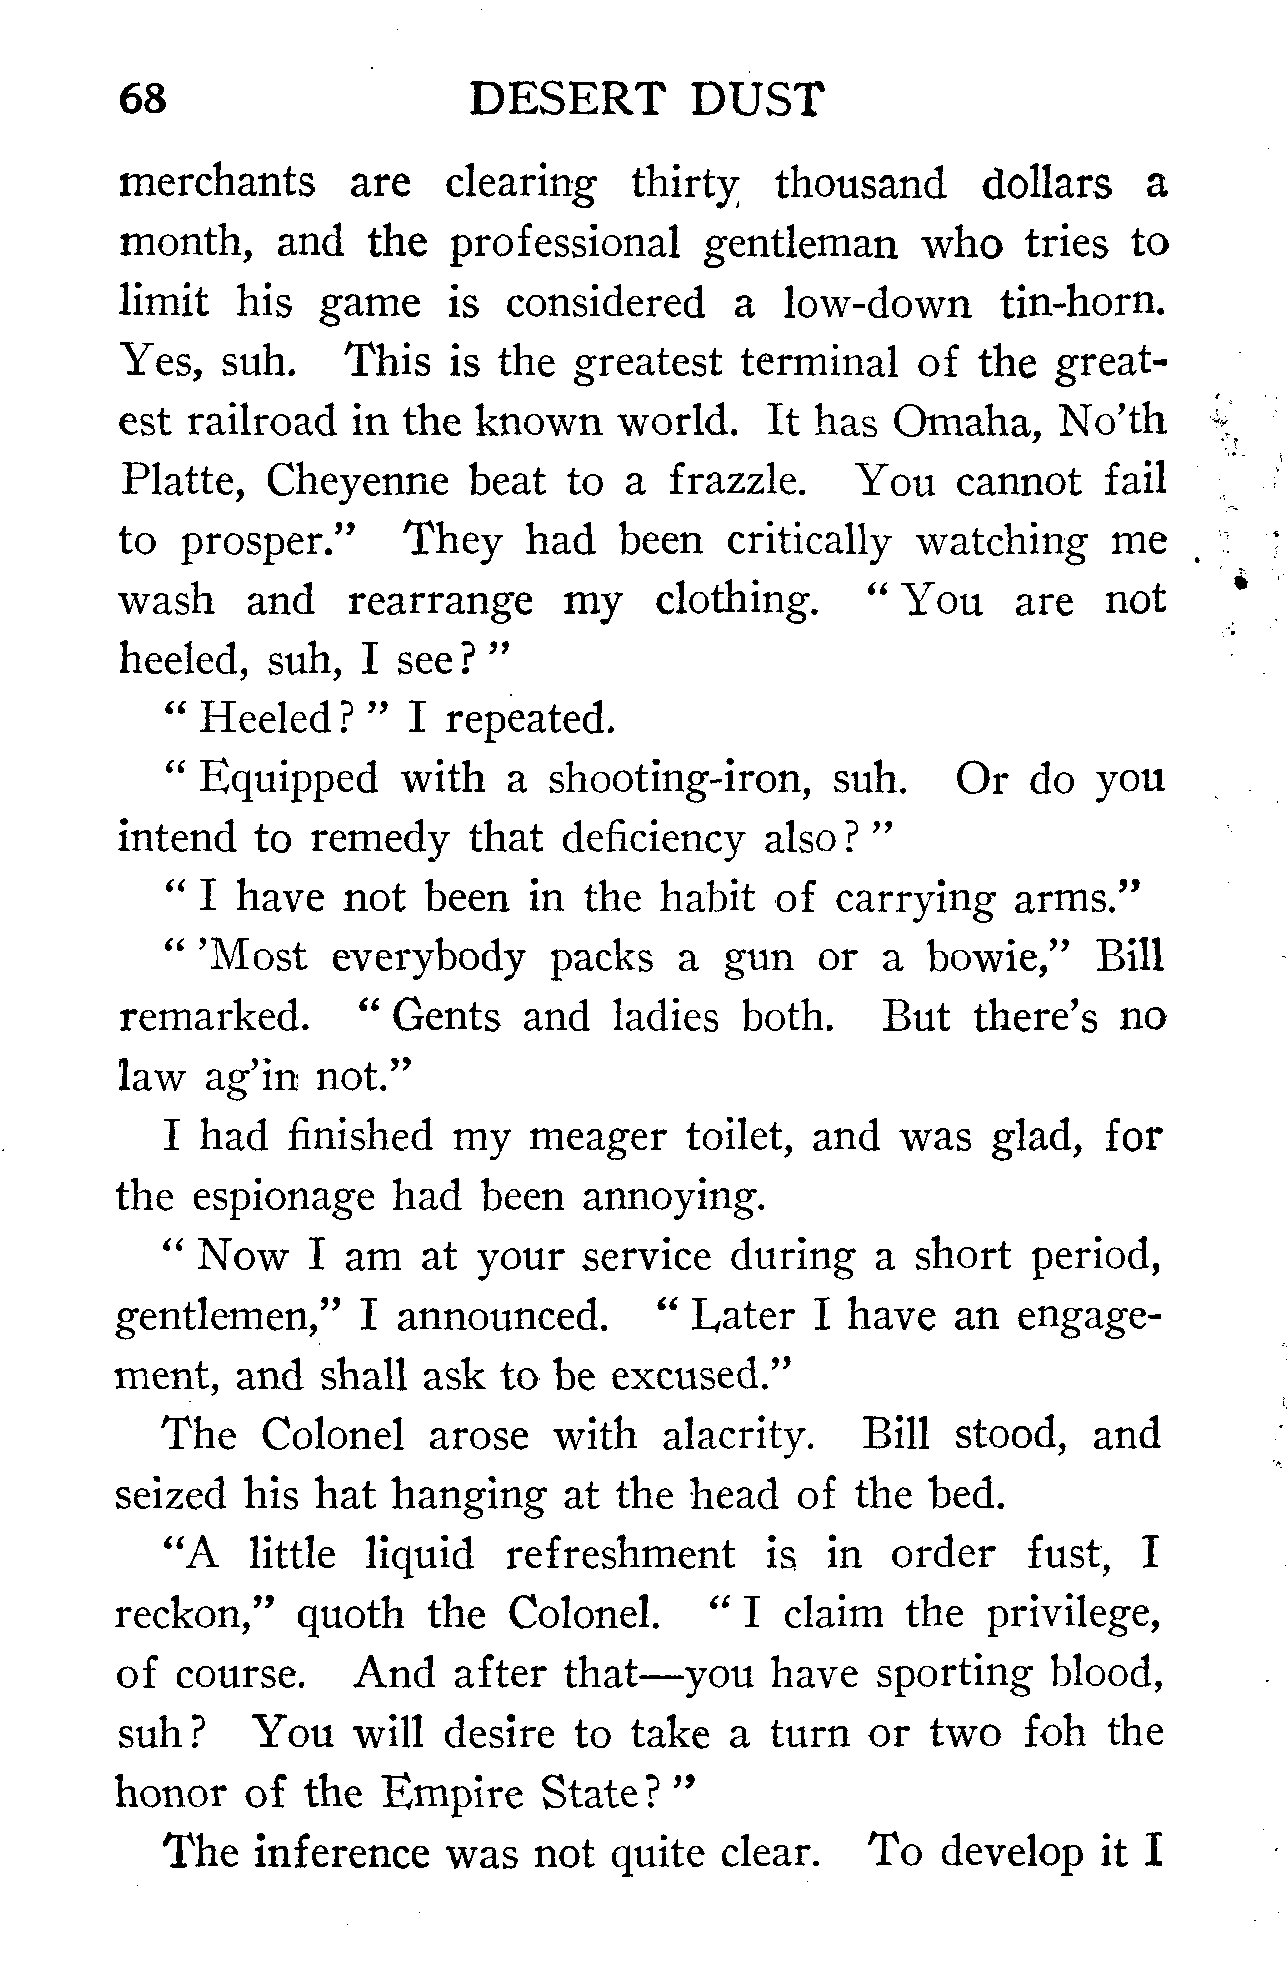 68 DESERT DUST
merchants are clearing thirty thousand dollars a
month, and the professional gentleman who tries to
limit his game is considered a low-down tin-horn.
Yes, suh. This is the greatest terminal of the great-
est railroad in the known world. It has Omaha, No'th
Platte, Cheyenne beat to a frazzle. You cannot fail
to prosper." They had been critically watching me
wash and rearrange my clothing. "You are not
heeled, suh, I see?"
"Heeled?" I repeated.
"Equipped with a shooting-iron, suh. Or do you
intend to remedy that deficiency also?"
"I have not been in the habit of carrying arms."
"'Most everybody packs a gun or a bowie," Bill
remarked. "Gents and ladies both. But there's no
law ag'in not."
I had finished my meager toilet, and was glad, for
the espionage had been annoying.
"Now I am at your service during a short period,
gentlemen," I announced. "Later I have an engage-
ment, and shall ask to be excused."
The Colonel arose with alacrity. Bill stood, and
seized his hat hanging at the head of the bed.
"A little liquid refreshment is in order fust, I
reckon," quoth the Colonel. "I claim the privilege,
of course. And after that—you have sporting blood,
suh? You will desire to take a turn or two foh the
honor of the Empire State?"
The inference was not quite clear. To develop it I